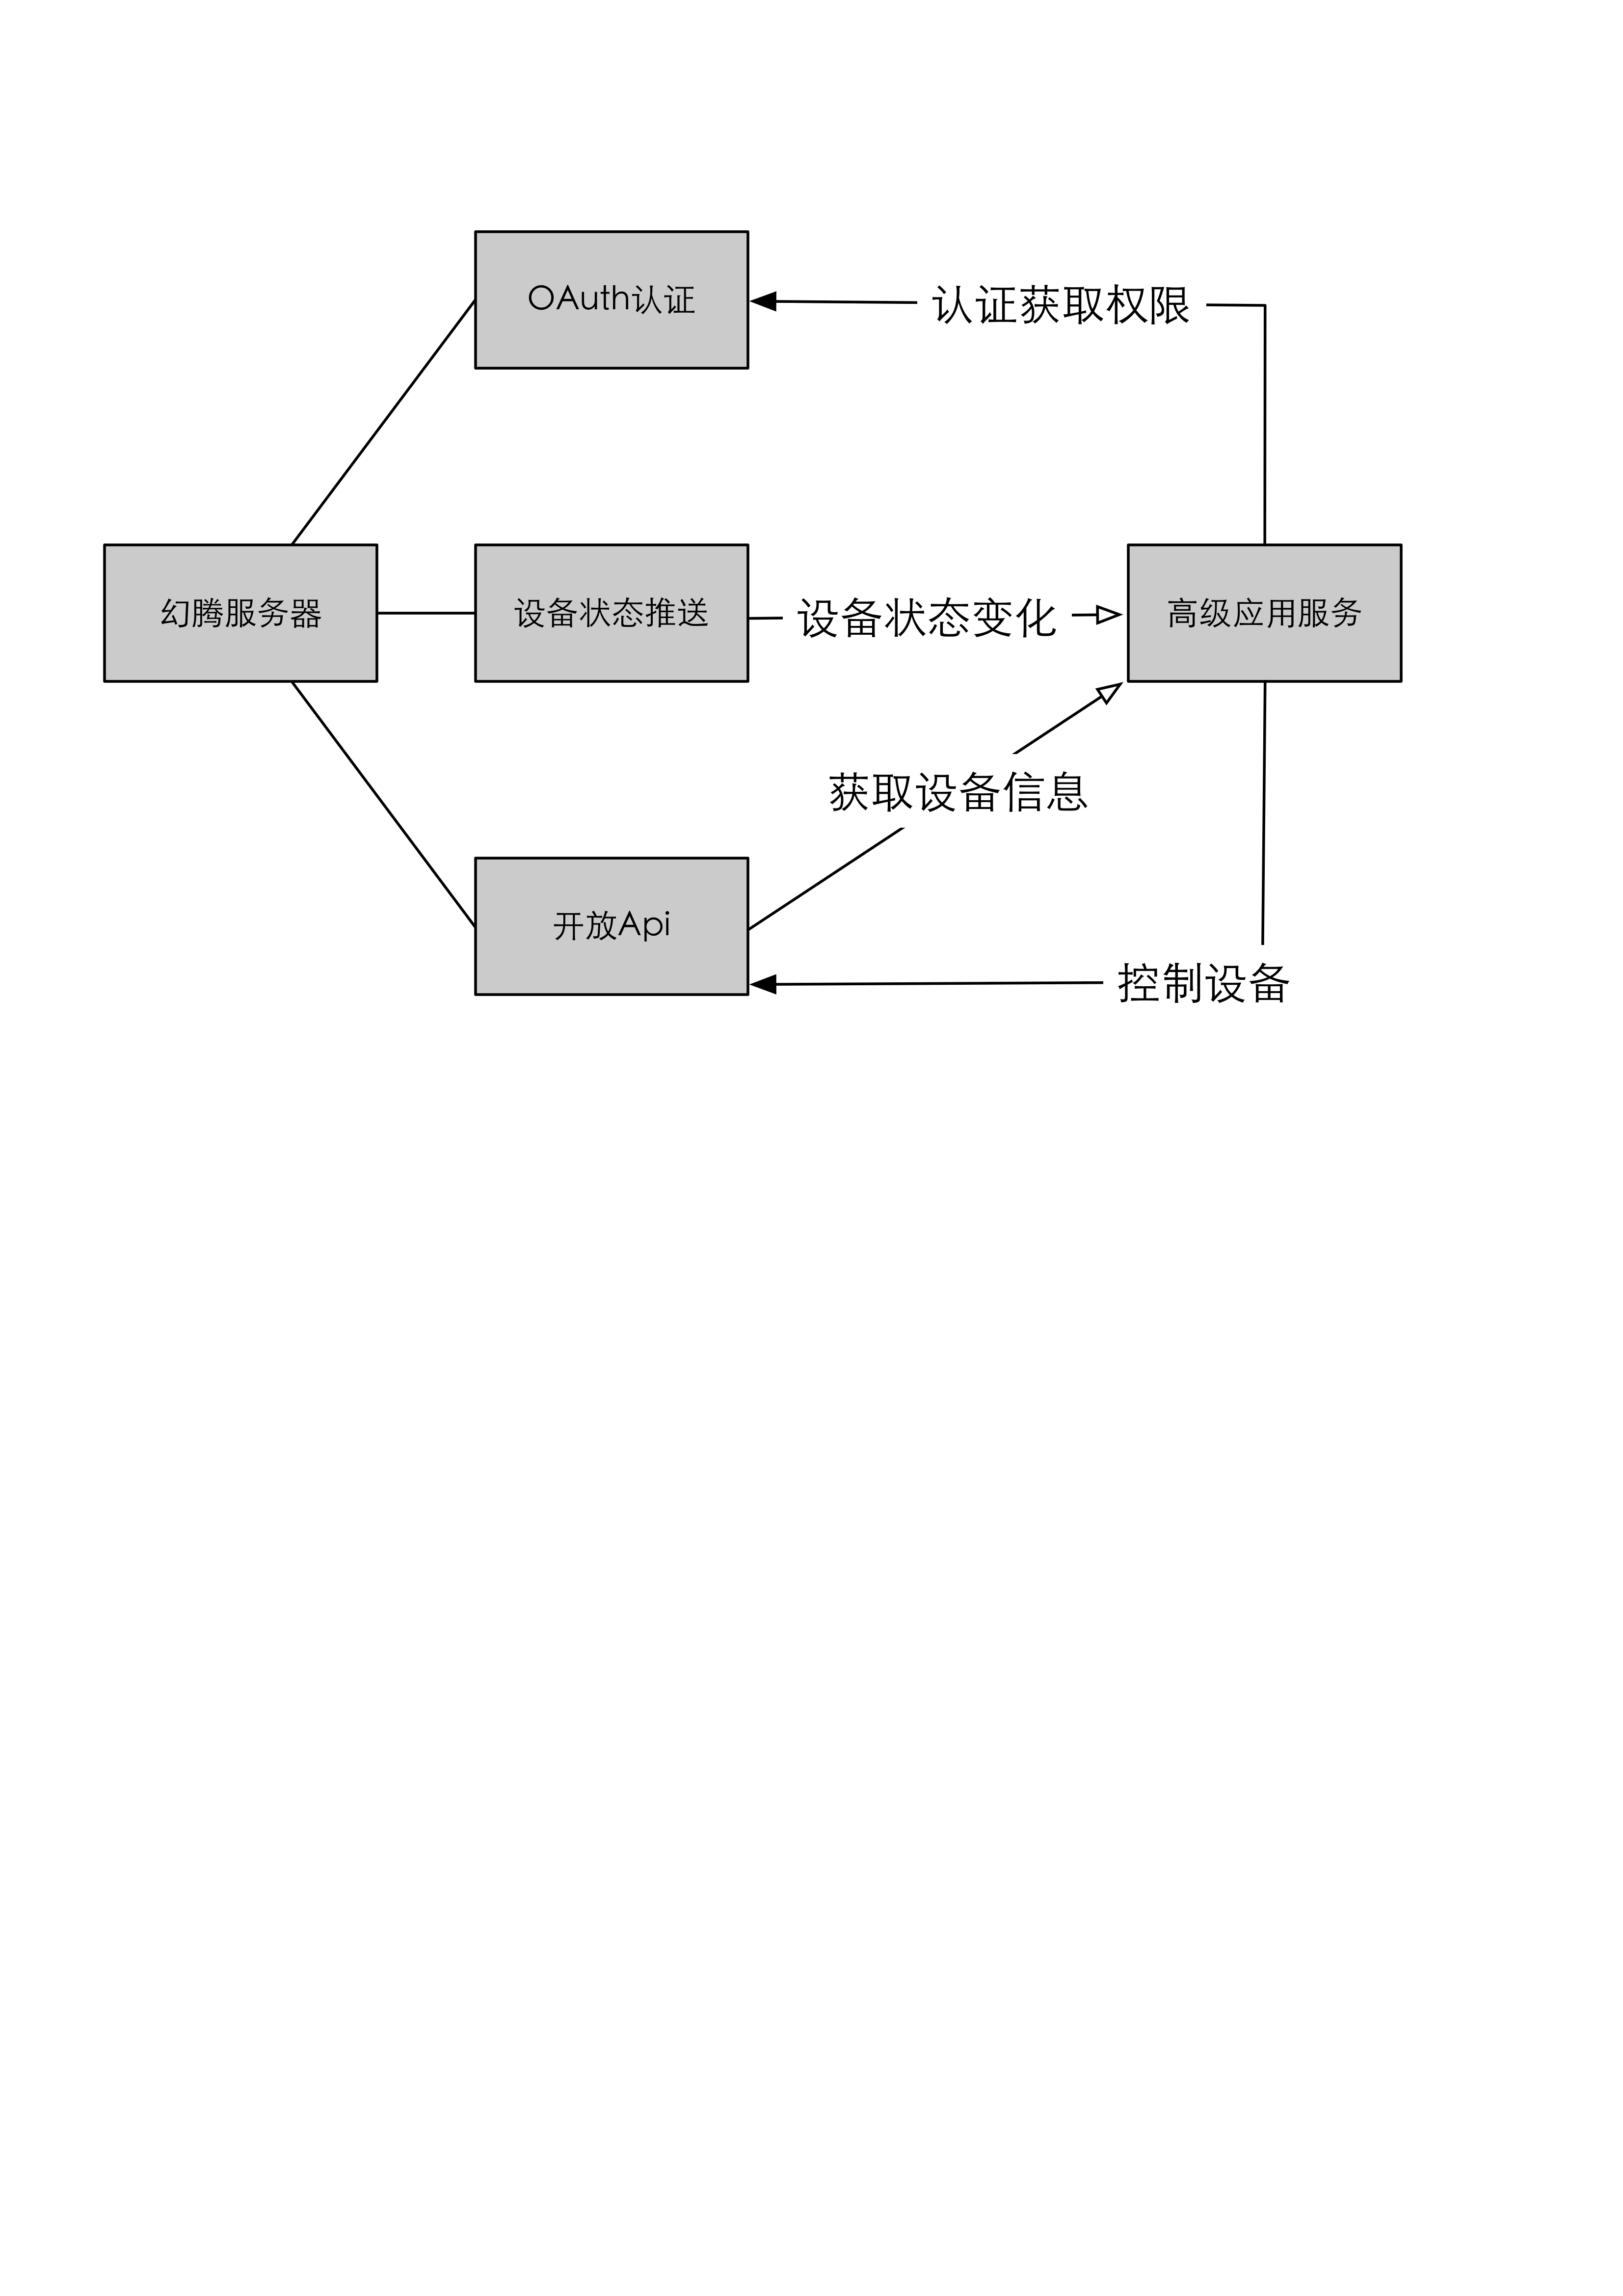 OAuth认证
认证获取权限
幻腾服务器
设备状态推送
设备状态变化
高级应用服务
获取设备信息
开放Api
控制设备